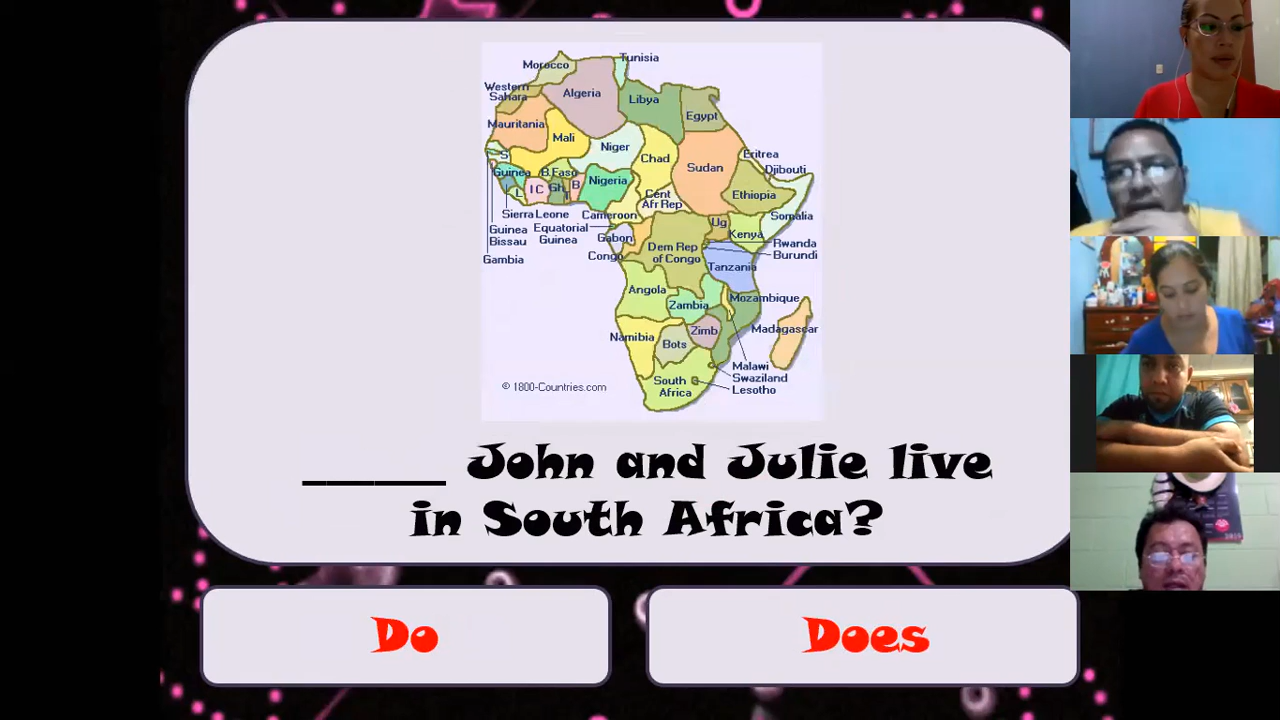 Tunisia
Morocco
Western
Sahara
Algeria
Libya
Egypt
Mauritania
Mali
Niger
Chad
Sudan
Eritrea
Djibouti
S
Guinea
B.Faso
Nigeria
L
I C
Gh
T
B
Cent
Afr Rep
Ethiopia
Sierra Leone
Cameroon
Somalia
Guinea
Bissau
Equatorial
Guinea
Gabon
Ug
Kenya
Gambia
Congo
Dem Rep
of Congo
Rwanda
Burundi
Tanzania
Angola
Zambia
Mozambique
Namibia
Bots
Zimb
Madagascar
Malawi
Swaziland
Lesotho
South
Africa
© 1800-Countries.com
______ John and Julie live
in South Africa?
Do
Does